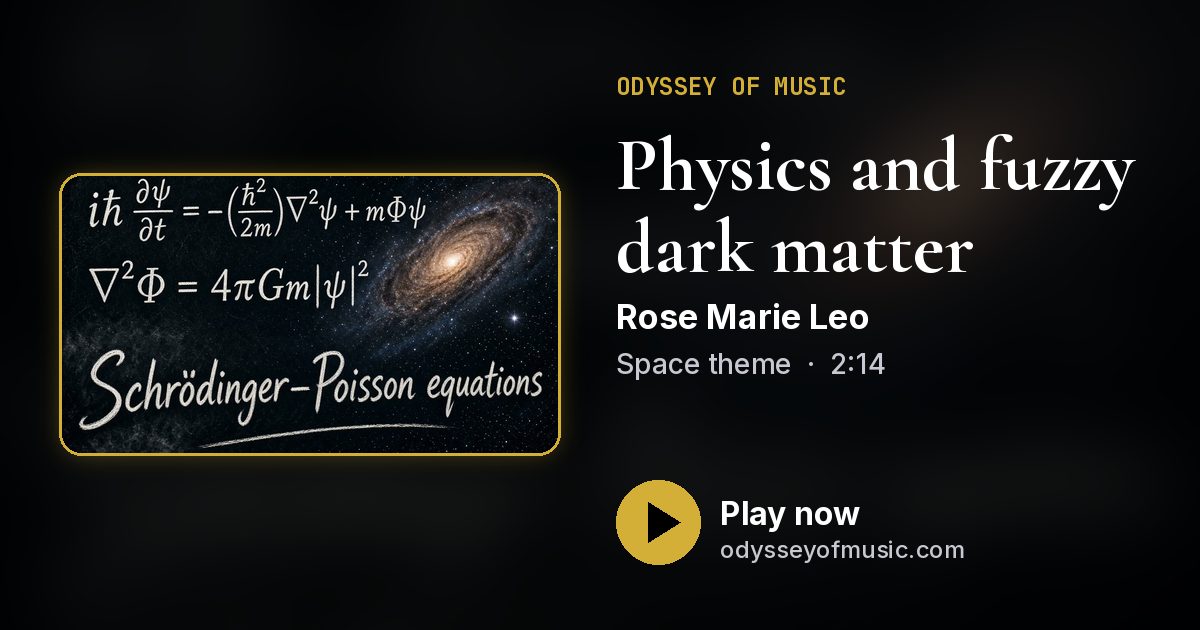 iħ ∂ψ/∂t = −(ħ²/2m)∇²ψ + mΦψ
∇²Φ = 4πGm|ψ|²
Schrödinger–Poisson equations
ODYSSEY OF MUSIC
Physics and fuzzy
dark matter
Rose Marie Leo
Space theme · 2:14
Play now
odysseyofmusic.com